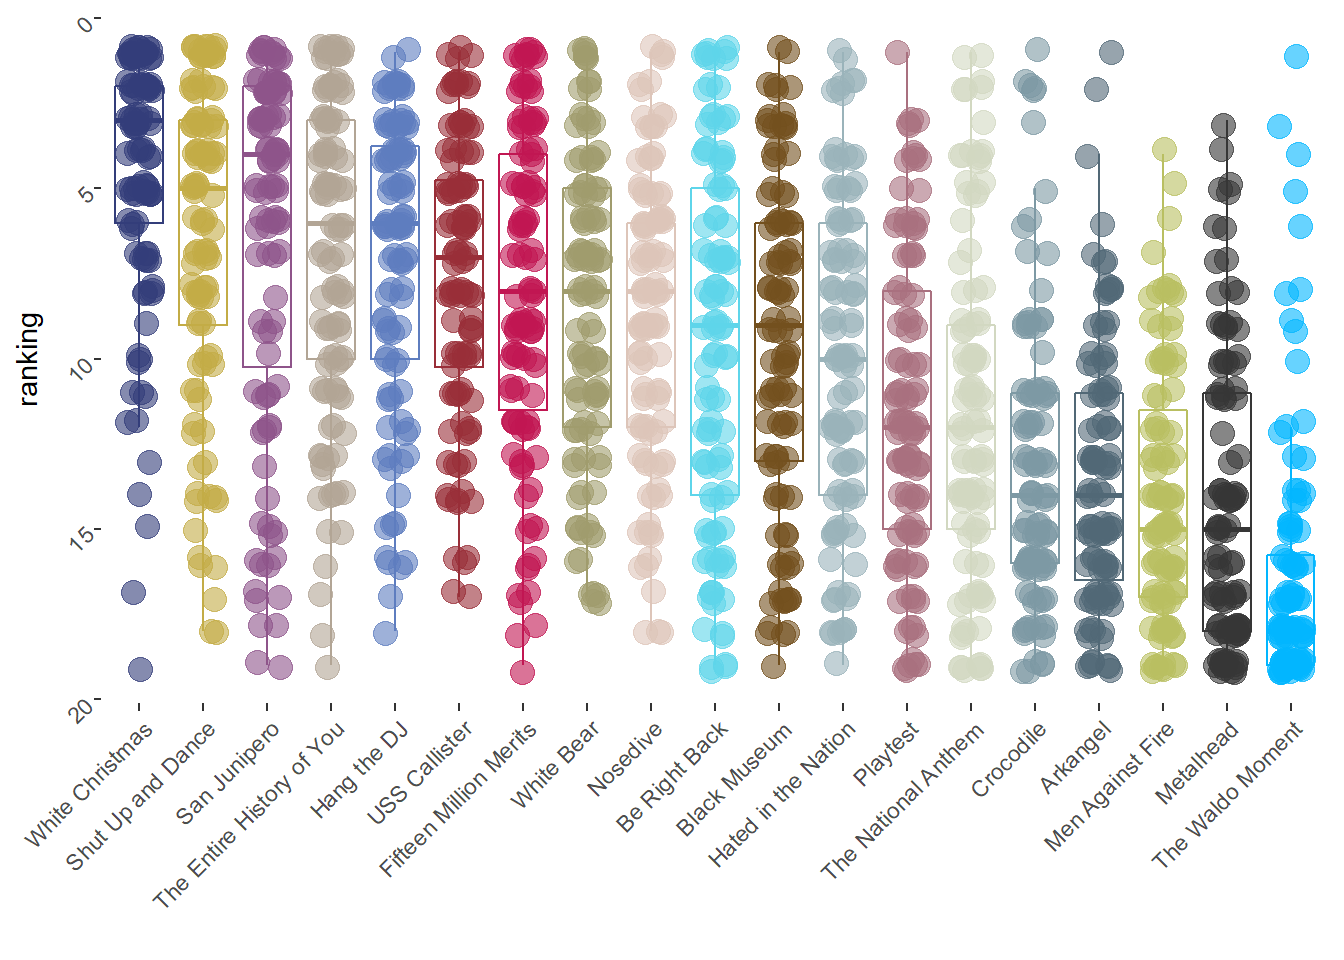 0
5
10
15
20
ranking
White Christmas
Shut Up and Dance
San Junipero
The Entire History of You
Hang the DJ
USS Callister
Fifteen Million Merits
White Bear
Nosedive
Be Right Back
Black Museum
Hated in the Nation
Playtest
The National Anthem
Crocodile
Arkangel
Men Against Fire
Metalhead
The Waldo Moment